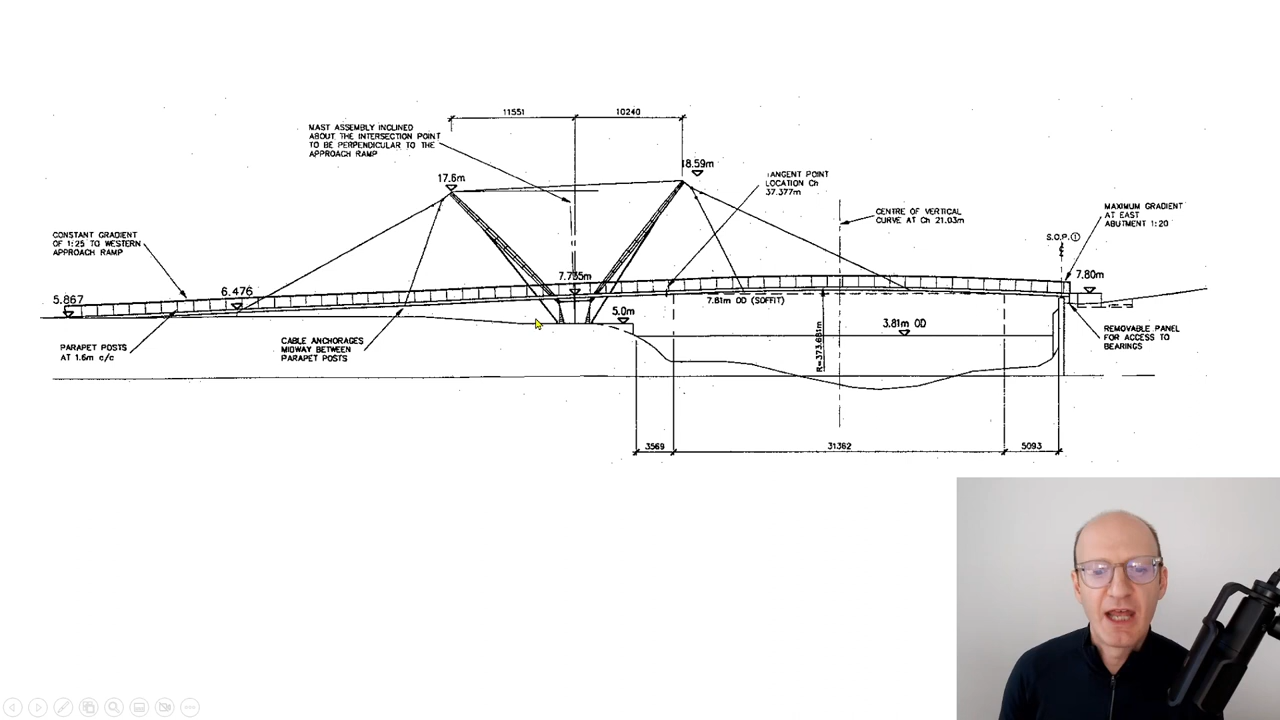 11551
10240
MAST ASSEMBLY INCLINED
ABOUT THE INTERSECTION POINT
TO BE PERPENDICULAR TO THE
APPROACH RAMP
18.59m
17.6m
TANGENT POINT
LOCATION Ch
37.377m
CENTRE OF VERTICAL
CURVE AT Ch 21.03m
MAXIMUM GRADIENT
AT EAST
ABUTMENT 1:20
CONSTANT GRADIENT
OF 1:25 TO WESTERN
APPROACH RAMP
S.O.P.①
7.735m
7.80m
5.867
6.476
7.81m OD (SOFFIT)
5.0m
3.81m OD
PARAPET POSTS
AT 1.6m c/c
CABLE ANCHORAGES
MIDWAY BETWEEN
PARAPET POSTS
REMOVABLE PANEL
FOR ACCESS TO
BEARINGS
3569
31362
5093